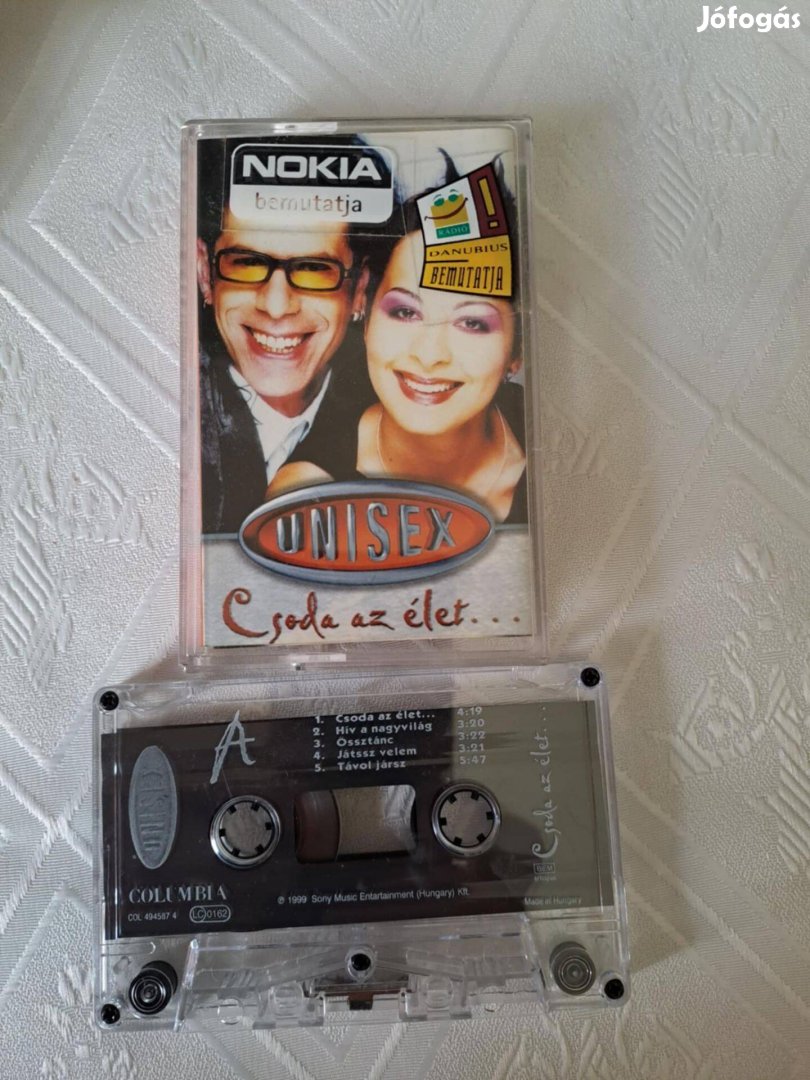 Jófogás
NOKIA
bemutatja
RÁDIÓ
!
DANUBIUS
BEMUTATJA
UNISEX
Csoda az élet...
A
1. Csoda az élet... 4:19
2. Hív a nagyvilág 3:20
3. Össztánc 3:22
4. Játssz velem 3:21
5. Távol jársz 5:47
UNISEX
Csoda az élet...
COLUMBIA
COL 494587 4
LC 0162
℗ 1999 Sony Music Entertainment (Hungary) Kft.
Made in Hungary